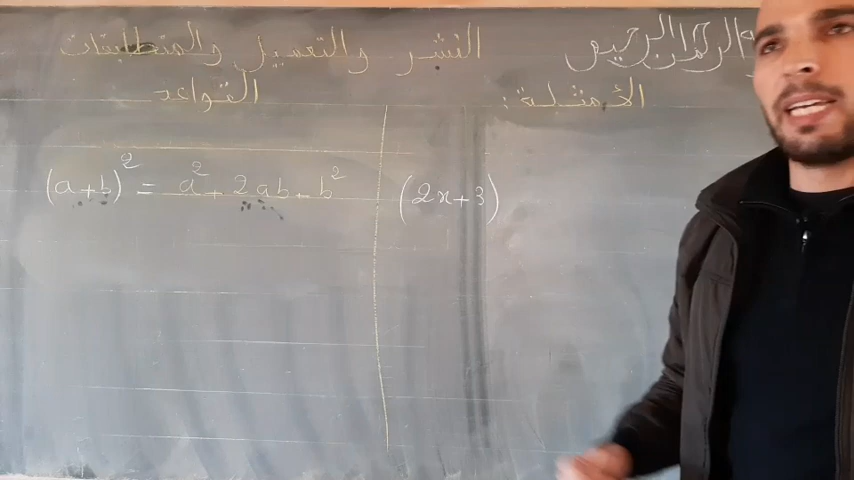 الرحمن الرحيم
النشر والتعميل والمتطابقات
الأمثلة:
القواعد
(a+b)² = a² + 2ab + b²
(2x+3)